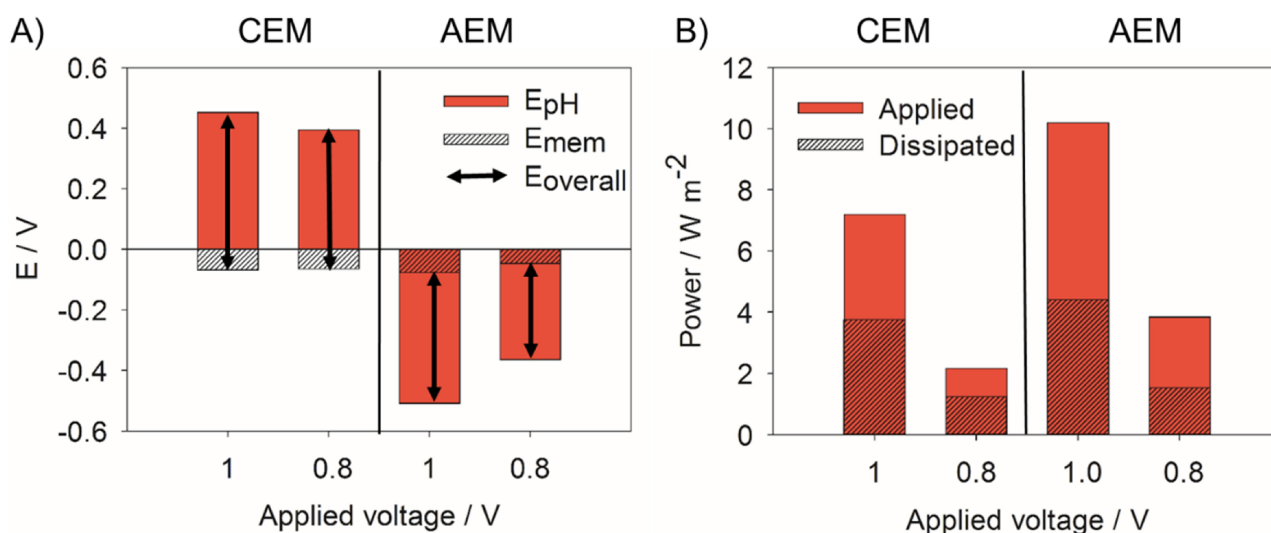 A)
CEM
AEM
0.6
0.4
0.2
0.0
-0.2
-0.4
-0.6
E / V
EpH
Emem
Eoverall
1
0.8
1
0.8
Applied voltage / V
B)
CEM
AEM
12
10
8
6
4
2
0
Power / W m⁻²
Applied
Dissipated
1
0.8
1.0
0.8
Applied voltage / V